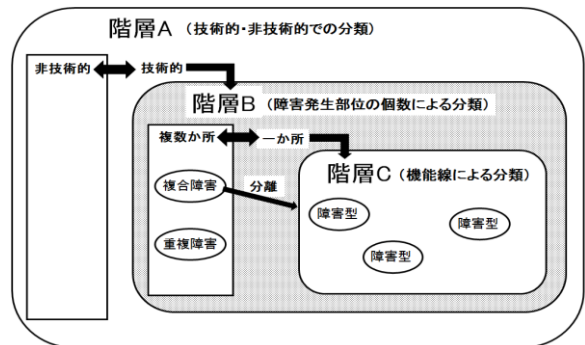 階層A（技術的・非技術的での分類）
非技術的 技術的
階層B（障害発生部位の個数による分類）
複数か所 一か所
階層C（機能線による分類）
複合障害 分離
障害型 障害型
重複障害
障害型